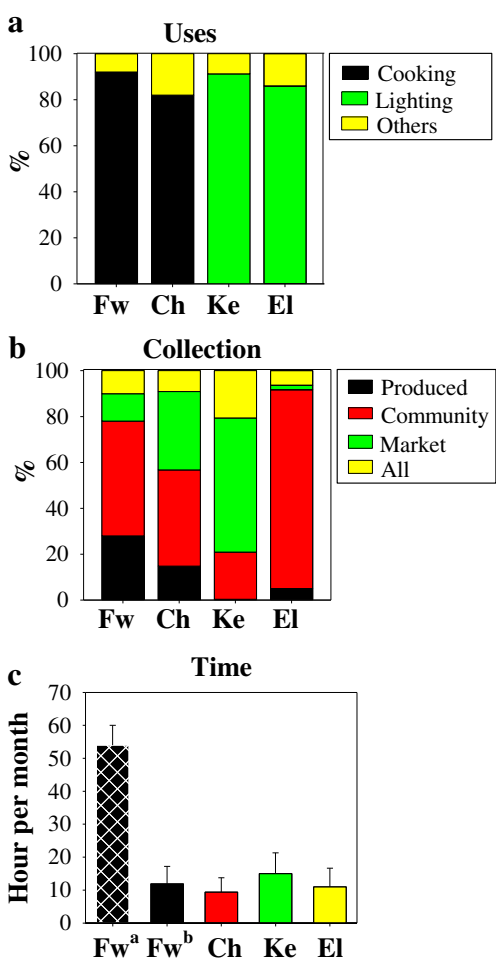 a
Uses
100
80
60
40
20
0
%
Fw Ch Ke El
Cooking
Lighting
Others
b
Collection
100
80
60
40
20
0
%
Fw Ch Ke El
Produced
Community
Market
All
c
Time
70
60
50
40
30
20
10
0
Hour per month
Fwᵃ Fwᵇ Ch Ke El